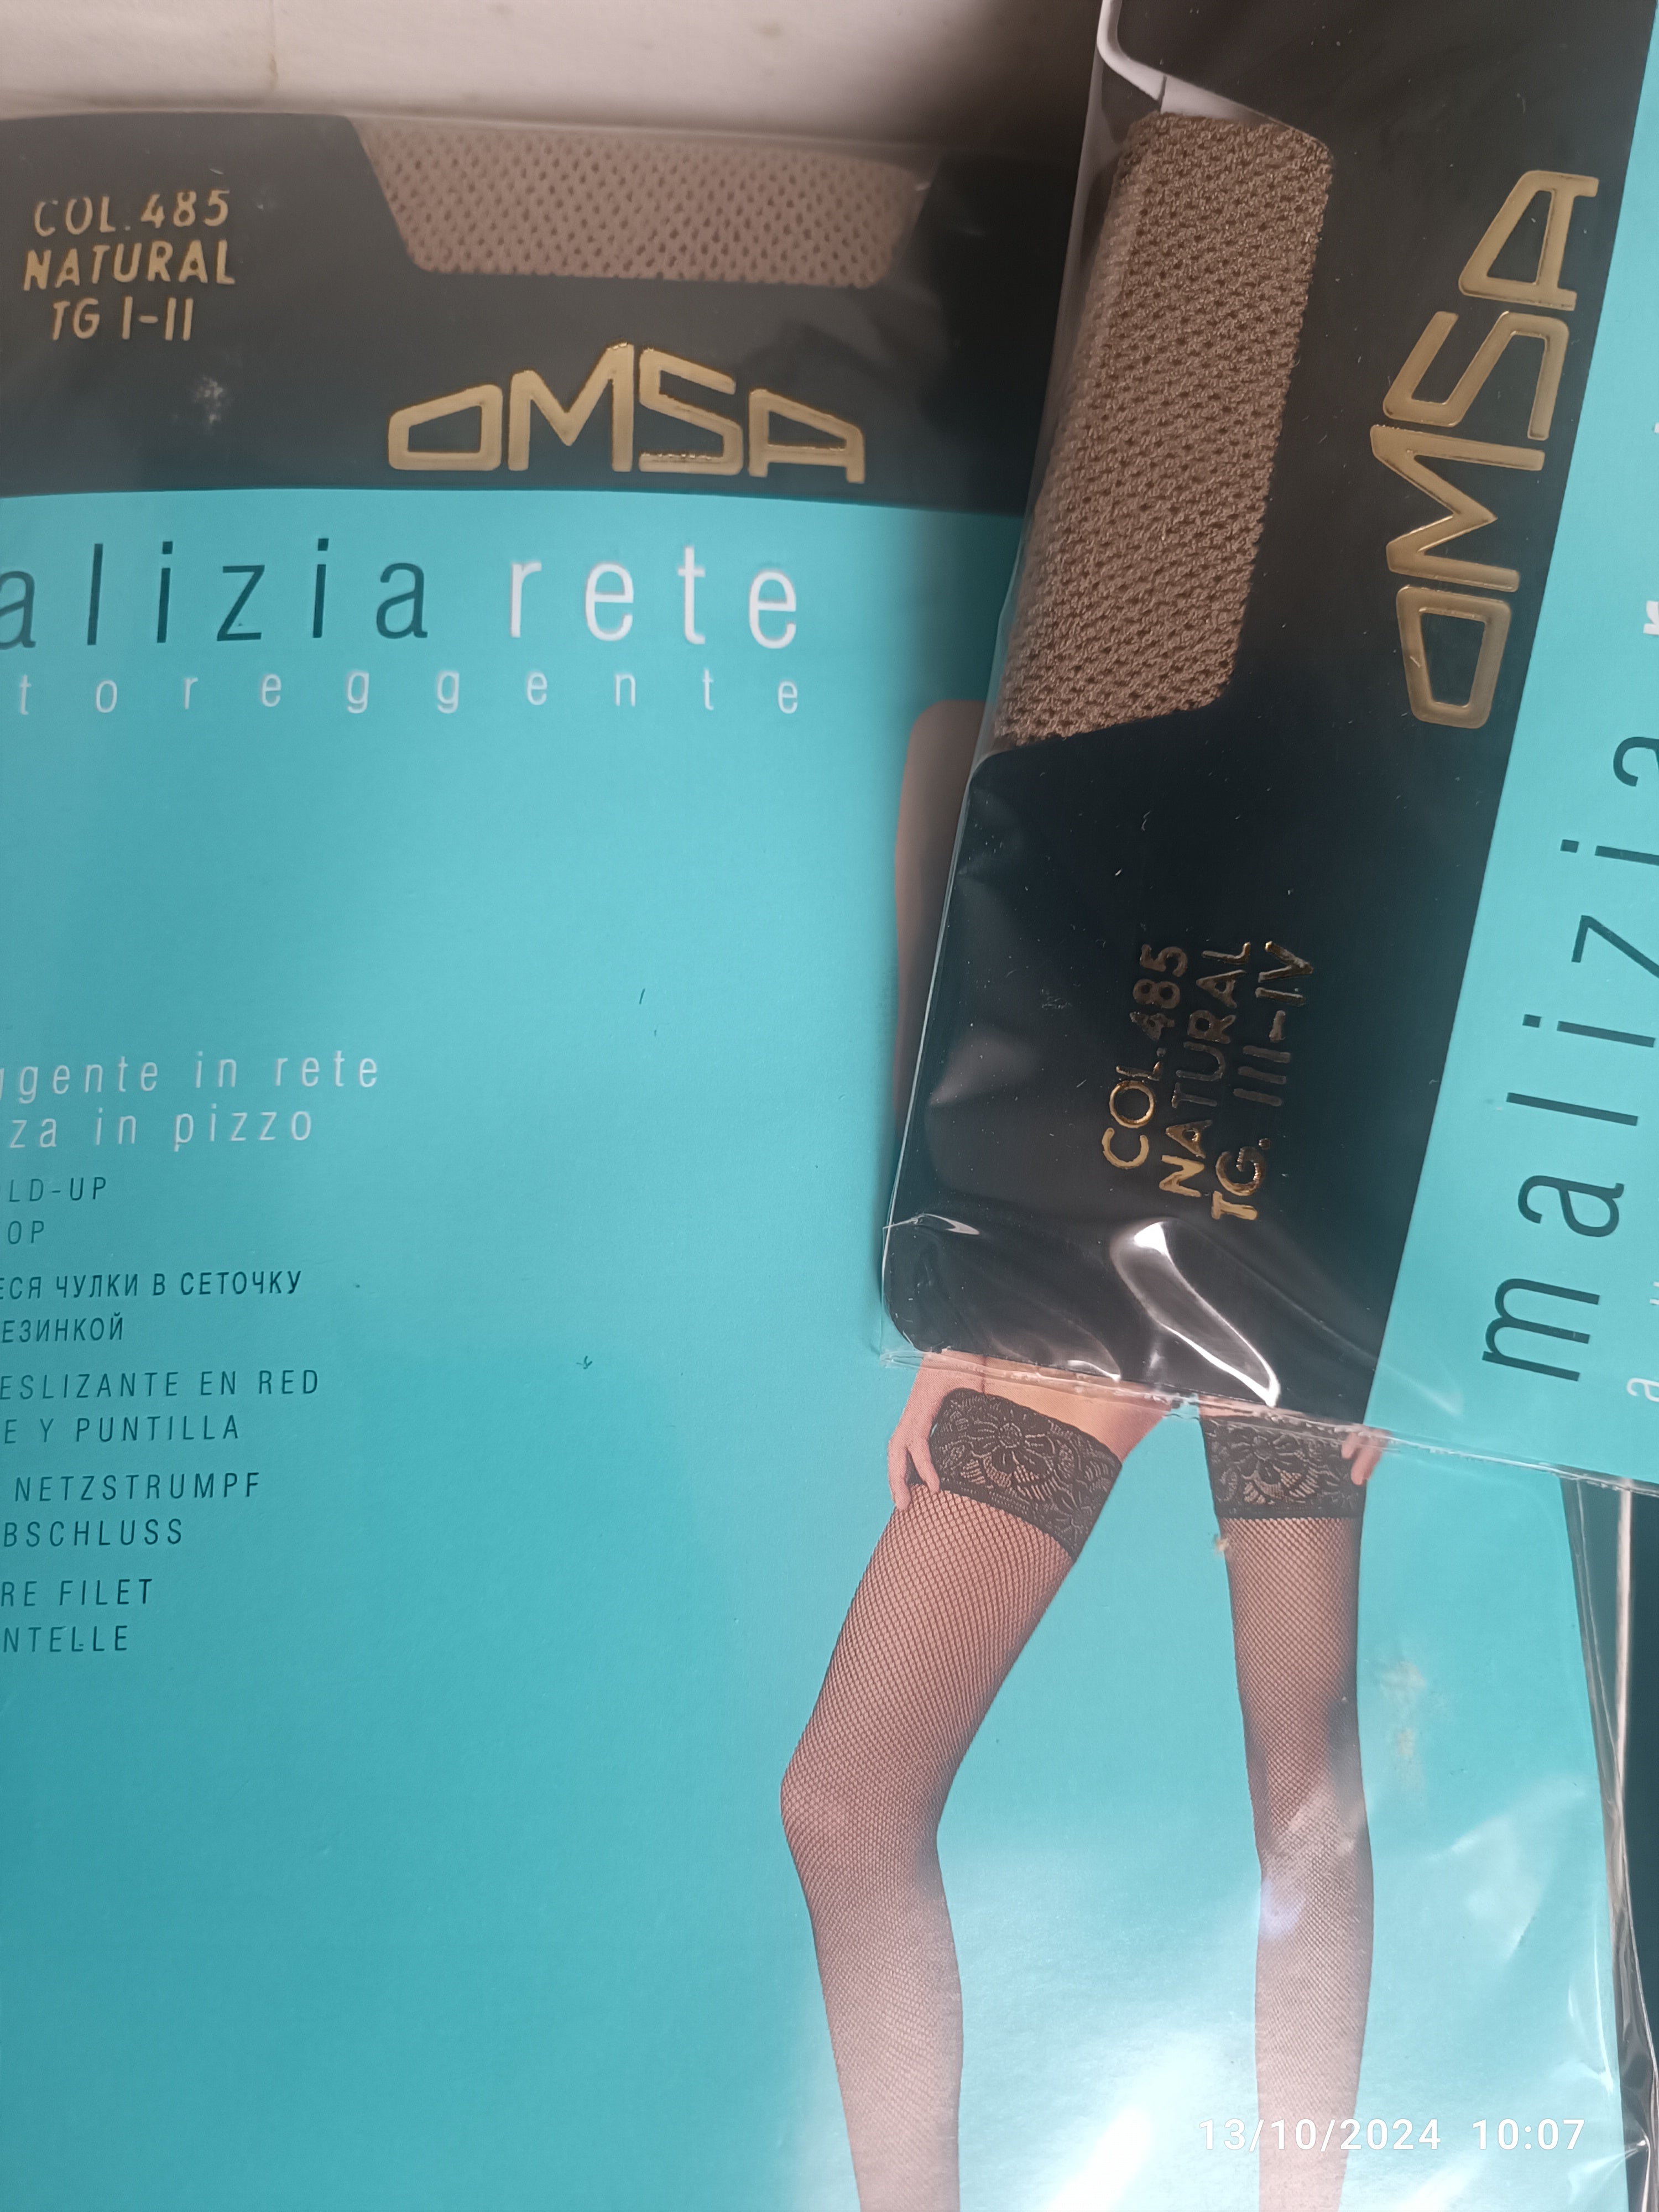 COL.485
NATURAL
TG I-II
OMSA
alizia rete
toreggente
ggente in rete
za in pizzo
LD-UP
OP
ЕСЯ ЧУЛКИ В СЕТОЧКУ
ЕЗИНКОЙ
ESLIZANTE EN RED
E Y PUNTILLA
NETZSTRUMPF
BSCHLUSS
RE FILET
NTELLE
OMSA
COL.485
NATURAL
TG. III-IV
malizia
13/10/2024 10:07